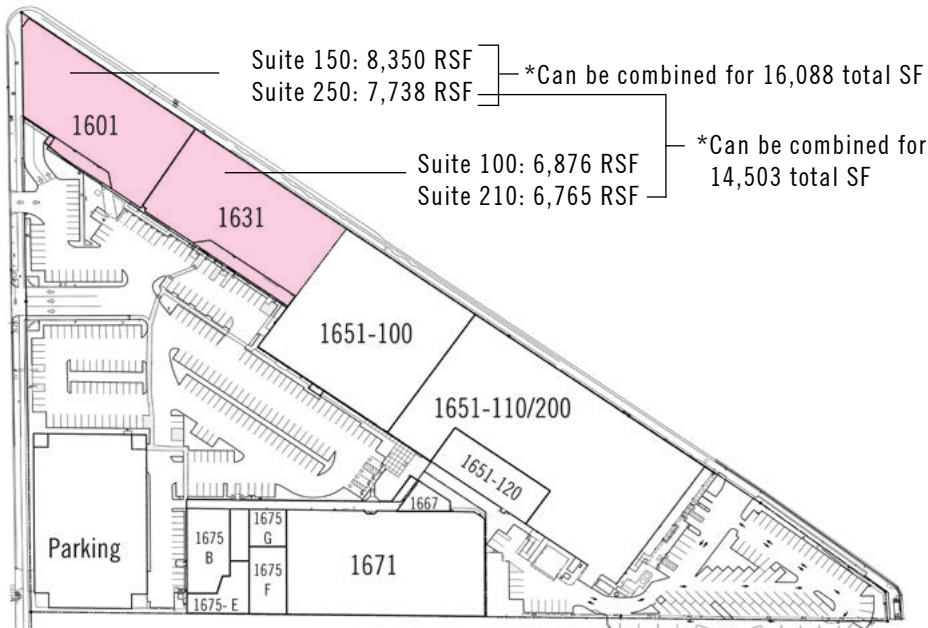 Suite 150: 8,350 RSF
Suite 250: 7,738 RSF
*Can be combined for 16,088 total SF
Suite 100: 6,876 RSF
Suite 210: 6,765 RSF
*Can be combined for
14,503 total SF
1601
1631
1651-100
1651-110/200
1651-120
1667
1675
G
1675
B
1675
F
1675- E
1671
Parking